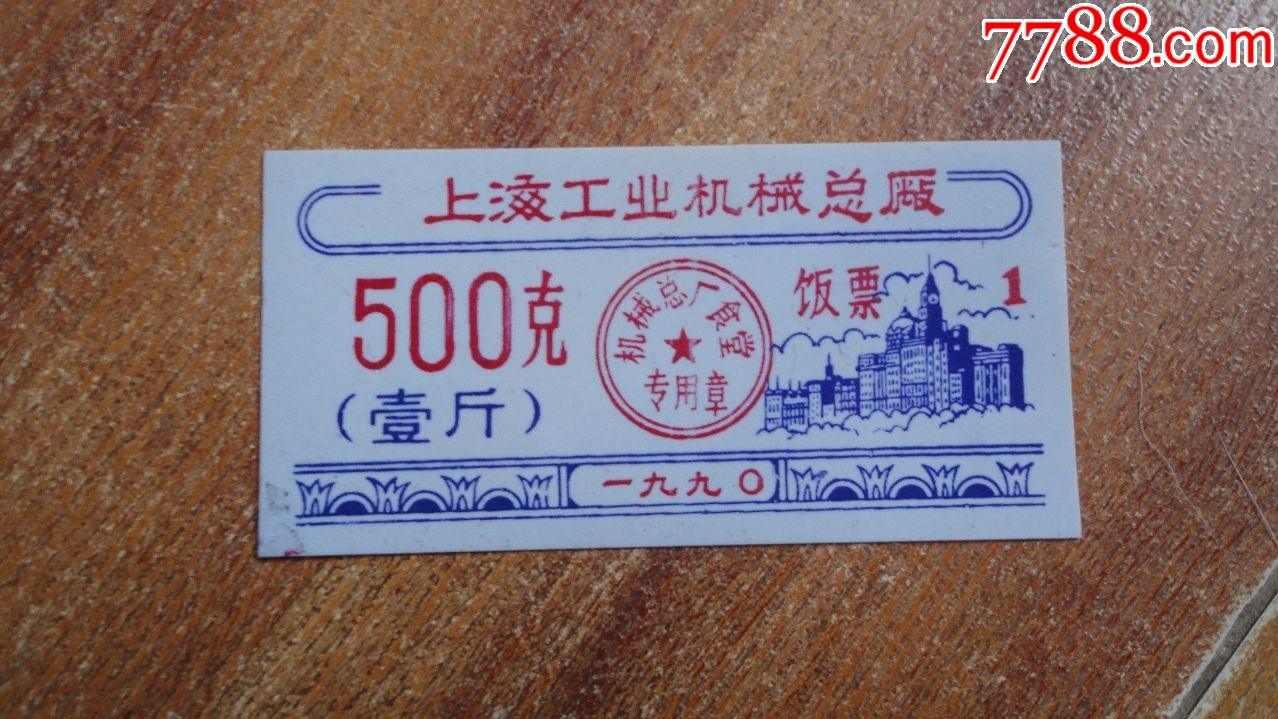 7788.com
上海工业机械总厰
500克
(壹斤)
机械总厂食堂
专用章
饭票
1
一九九〇